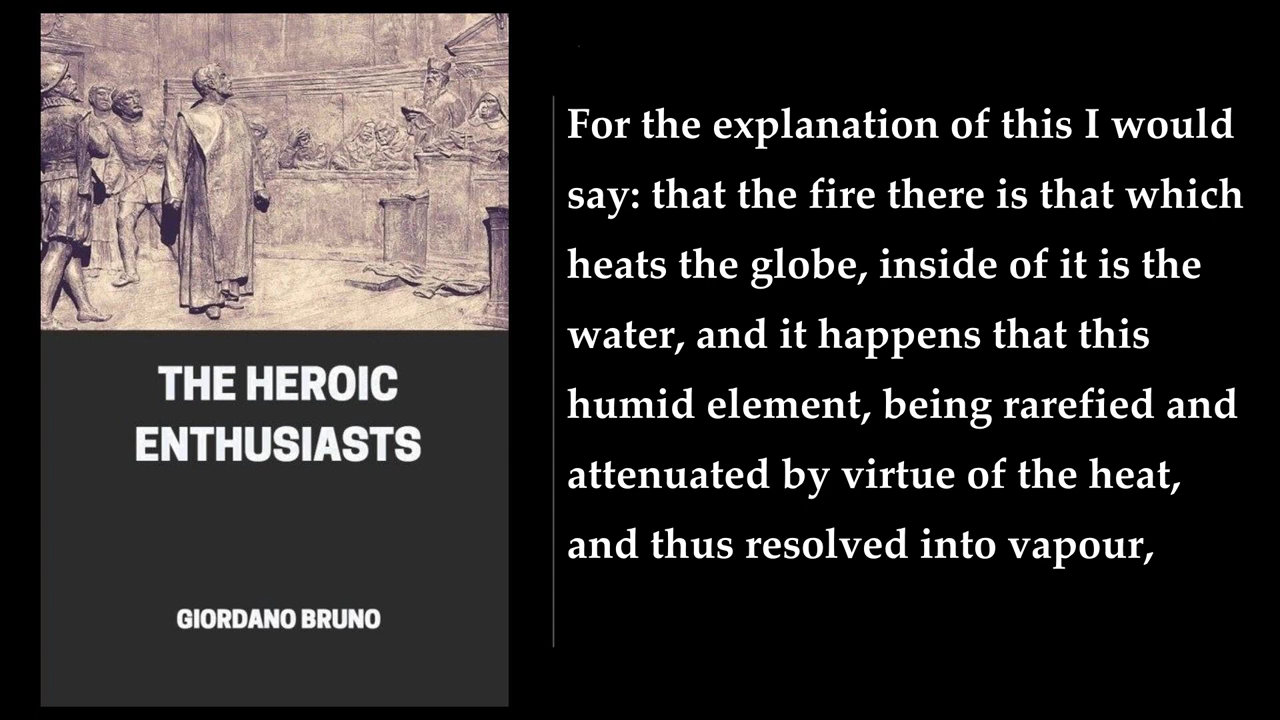 THE HEROIC
ENTHUSIASTS
GIORDANO BRUNO
For the explanation of this I would
say: that the fire there is that which
heats the globe, inside of it is the
water, and it happens that this
humid element, being rarefied and
attenuated by virtue of the heat,
and thus resolved into vapour,